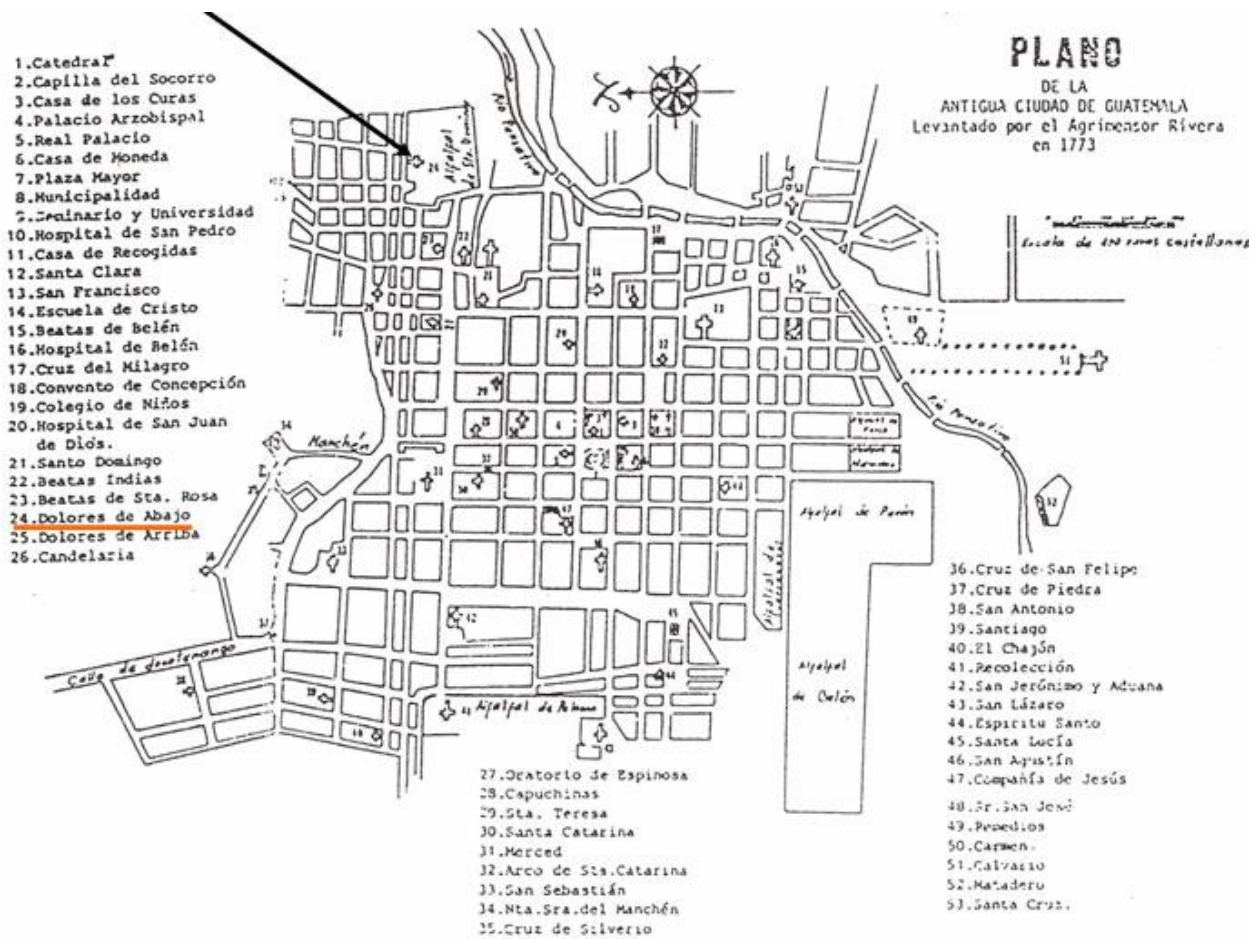 PLANO
DE LA
ANTIGUA CIUDAD DE GUATEMALA
Levantado por el Agrimensor Rivera
en 1773
1.Catedral
2.Capilla del Socorro
3.Casa de los Curas
4.Palacio Arzobispal
5.Real Palacio
6.Casa de Moneda
7.Plaza Mayor
8.Municipalidad
9.Seminario y Universidad
10.Hospital de San Pedro
11.Casa de Recogidas
12.Santa Clara
13.San Francisco
14.Escuela de Cristo
15.Beatas de Belén
16.Hospital de Belén
17.Cruz del Milagro
18.Convento de Concepción
19.Colegio de Niños
20.Hospital de San Juan
de Dios.
21.Santo Domingo
22.Beatas Indias
23.Beatas de Sta. Rosa
24.Dolores de Abajo
25.Dolores de Arriba
26.Candelaria
Alfalfal
de Sto. Domingo
Río Pensativo
Escala de varas castellanas
Manchén
Río Pensativo
Alfalfal de Pavón
Alfalfal
de Belén
Calle de Jocotenango
Alfalfal de
27.Oratorio de Espinosa
28.Capuchinas
29.Sta. Teresa
30.Santa Catarina
31.Merced
32.Arco de Sta.Catarina
33.San Sebastián
34.Nta.Sra.del Manchén
35.Cruz de Silverio
36.Cruz de San Felipe
37.Cruz de Piedra
38.San Antonio
39.Santiago
40.El Chajón
41.Recolección
42.San Jerónimo y Aduana
43.San Lázaro
44.Espíritu Santo
45.Santa Lucía
46.San Agustín
47.Compañía de Jesús
48.Sr.San José
49.Remedios
50.Carmen.
51.Calvario
52.Matadero
53.Santa Cruz.